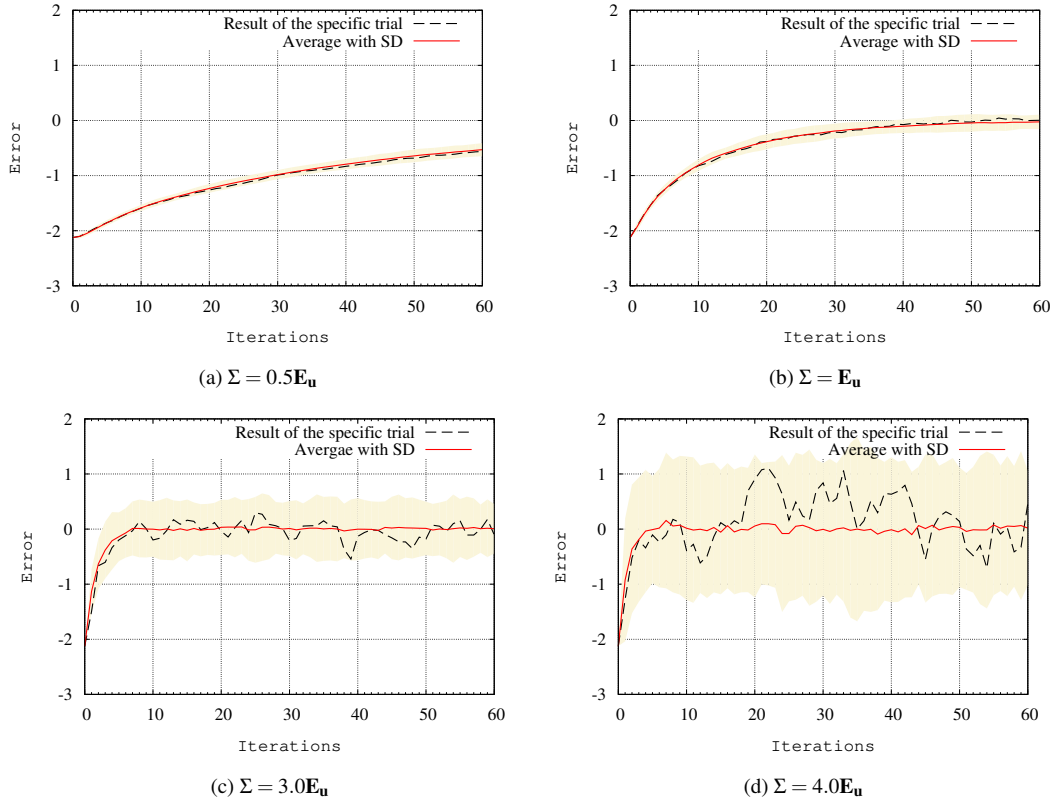 2
1
0
-1
-2
-3
Error
0 10 20 30 40 50 60
Iterations
Result of the specific trial
Average with SD
(a) Σ = 0.5E_u
2
1
0
-1
-2
-3
Error
0 10 20 30 40 50 60
Iterations
Result of the specific trial
Average with SD
(b) Σ = E_u
2
1
0
-1
-2
-3
Error
0 10 20 30 40 50 60
Iterations
Result of the specific trial
Avergae with SD
(c) Σ = 3.0E_u
2
1
0
-1
-2
-3
Error
0 10 20 30 40 50 60
Iterations
Result of the specific trial
Average with SD
(d) Σ = 4.0E_u